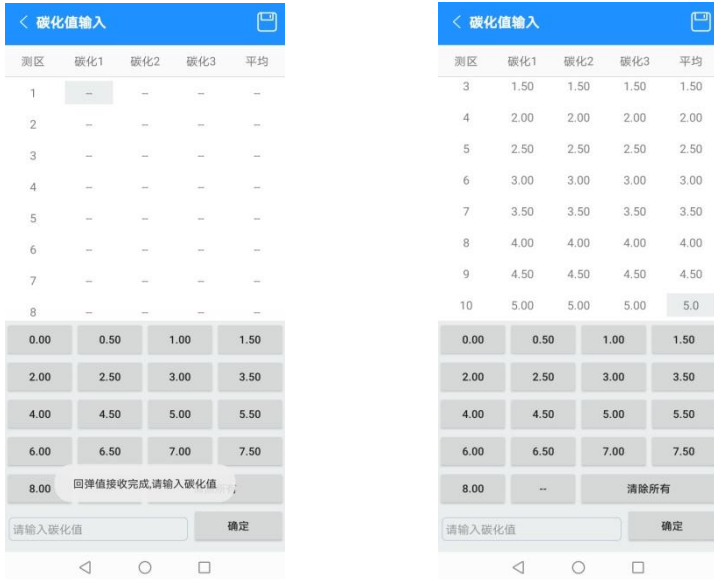 碳化值输入
测区 碳化1 碳化2 碳化3 平均
1 -- -- -- --
2 -- -- -- --
3 -- -- -- --
4 -- -- -- --
5 -- -- -- --
6 -- -- -- --
7 -- -- -- --
8 -- -- -- --
0.00 0.50 1.00 1.50
2.00 2.50 3.00 3.50
4.00 4.50 5.00 5.50
6.00 6.50 7.00 7.50
8.00
回弹值接收完成,请输入碳化值
请输入碳化值 确定
碳化值输入
测区 碳化1 碳化2 碳化3 平均
3 1.50 1.50 1.50 1.50
4 2.00 2.00 2.00 2.00
5 2.50 2.50 2.50 2.50
6 3.00 3.00 3.00 3.00
7 3.50 3.50 3.50 3.50
8 4.00 4.00 4.00 4.00
9 4.50 4.50 4.50 4.50
10 5.00 5.00 5.00 5.0
0.00 0.50 1.00 1.50
2.00 2.50 3.00 3.50
4.00 4.50 5.00 5.50
6.00 6.50 7.00 7.50
8.00 -- 清除所有
请输入碳化值 确定